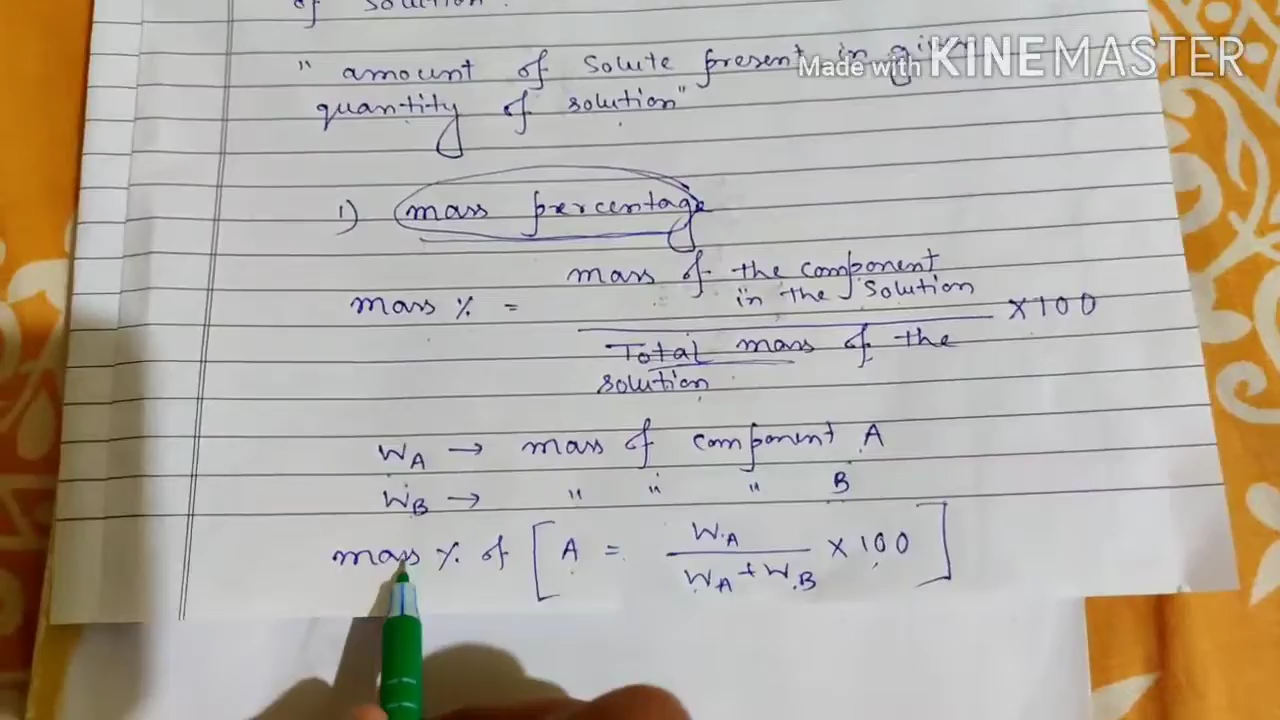 of solution.
Made with KINEMASTER
" amount of solute present in given
quantity of solution"
1) mass percentage
mass % = mass of the component
in the solution
× 100
Total mass of the
solution
WA → mass of component A
WB → " " " B
mass % of [ A = WA / WA + WB × 100 ]